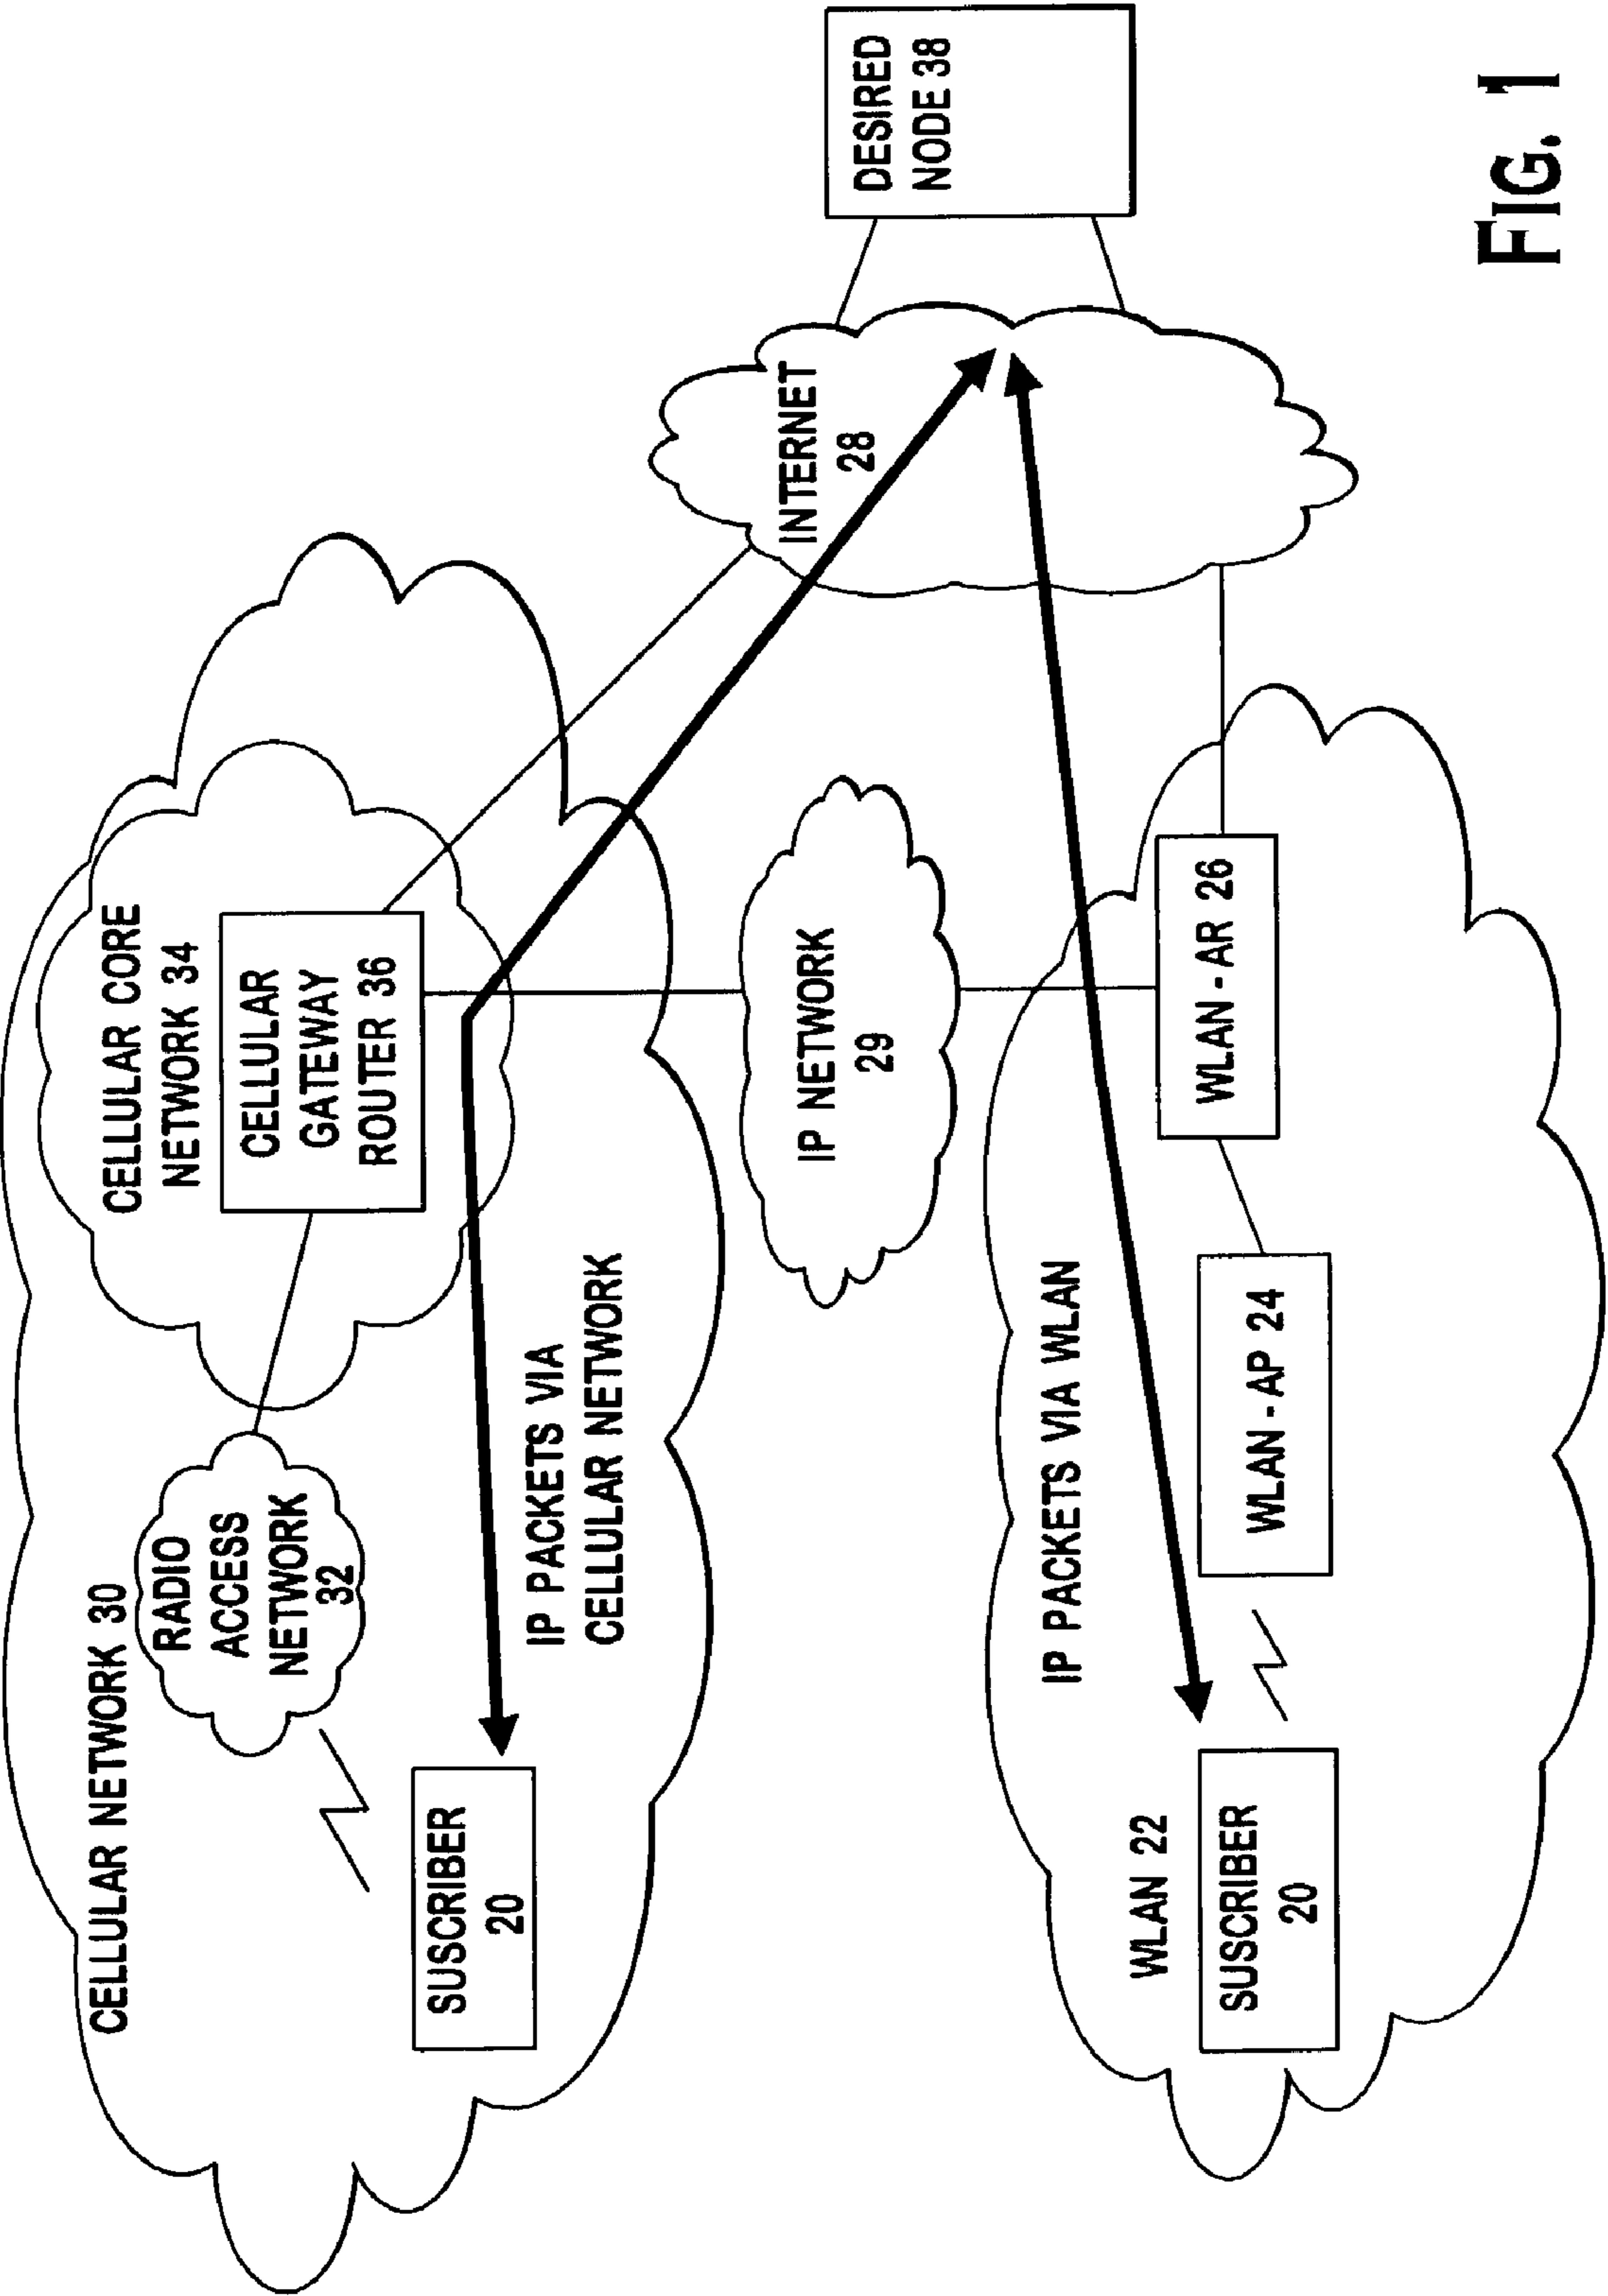 CELLULAR NETWORK 30
RADIO
ACCESS
NETWORK
32
CELLULAR CORE
NETWORK 34
CELLULAR
GATEWAY
ROUTER 36
SUSCRIBER
20
IP PACKETS VIA
CELLULAR NETWORK
IP NETWORK
29
INTERNET
28
DESIRED
NODE 38
IP PACKETS VIA WLAN
WLAN 22
SUSCRIBER
20
WLAN - AP 24
WLAN - AR 26
FIG. 1